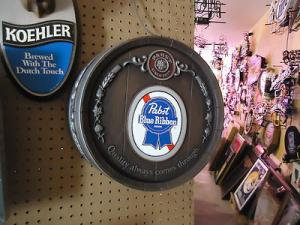 KOEHLER
Brewed
With The
Dutch Touch
Pabst
Blue Ribbon
Quality always comes through.